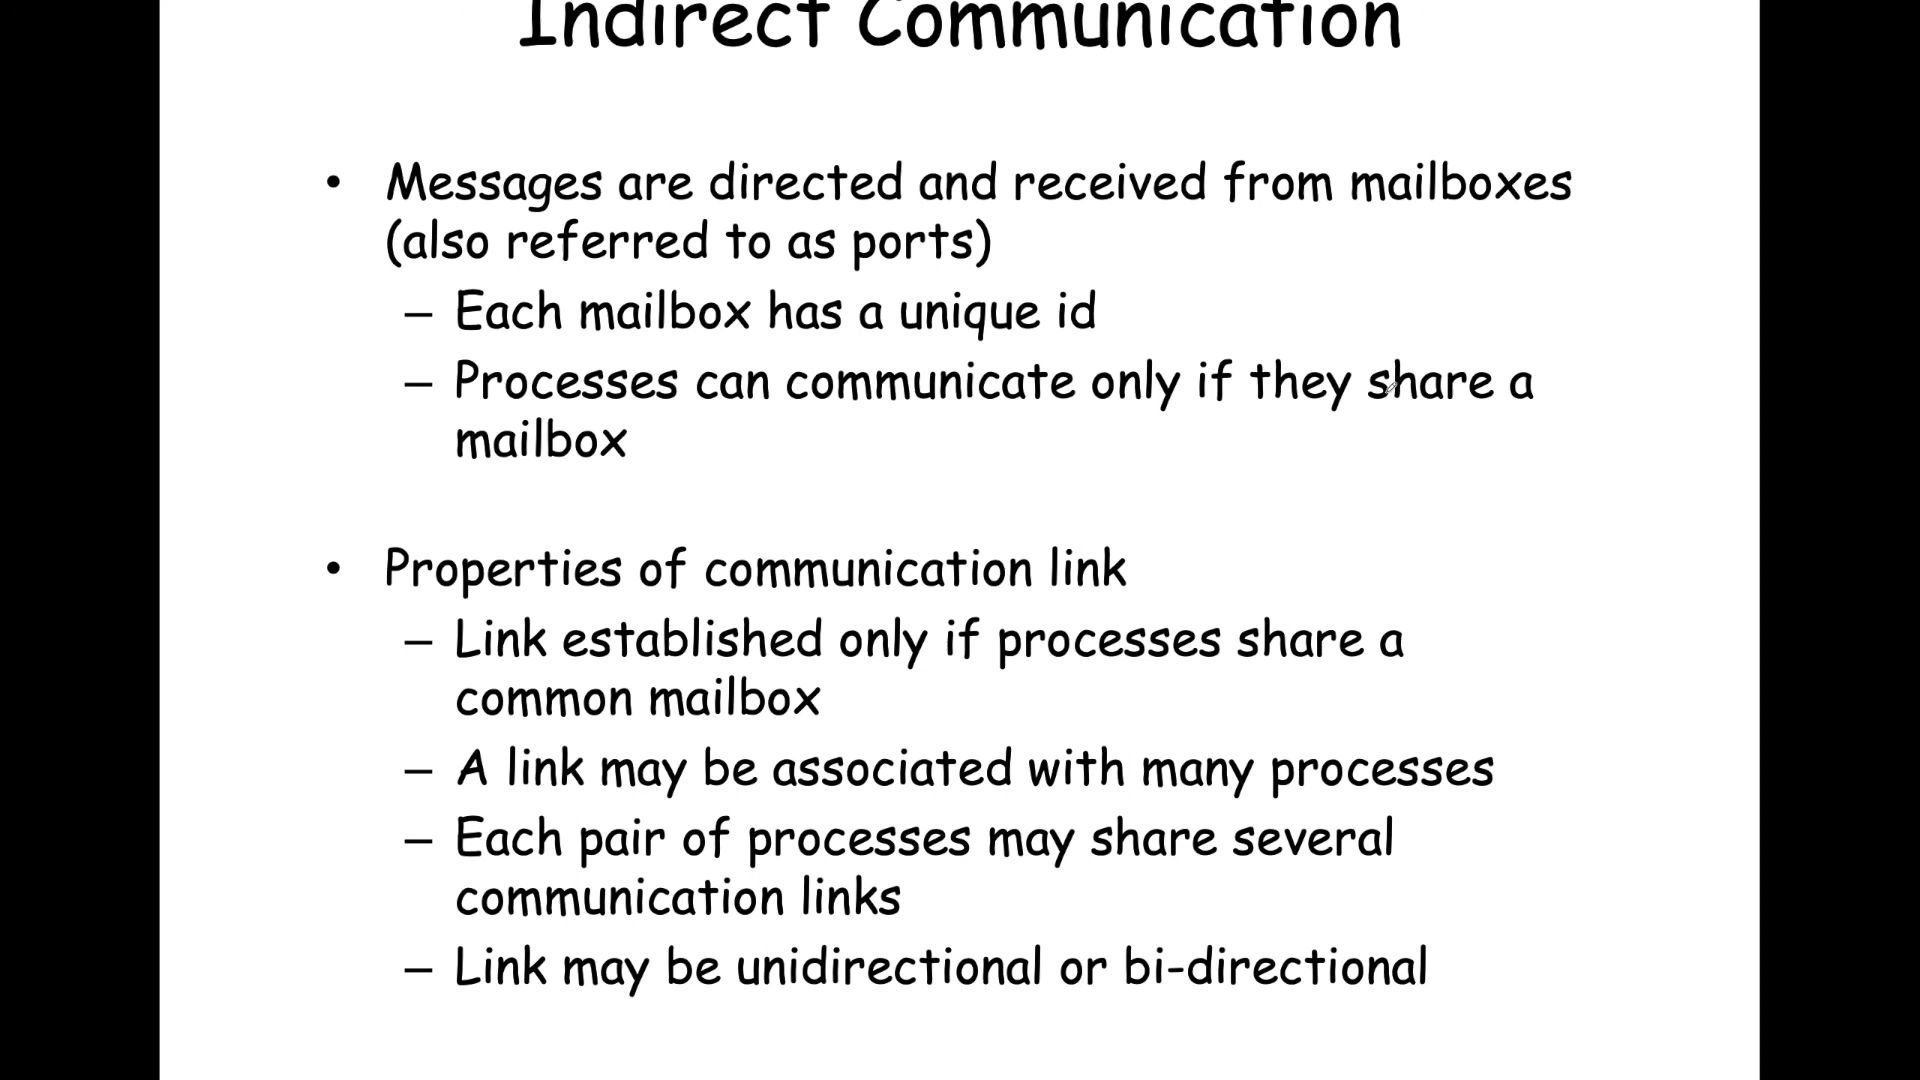 Indirect Communication
• Messages are directed and received from mailboxes
(also referred to as ports)
– Each mailbox has a unique id
– Processes can communicate only if they share a
mailbox
• Properties of communication link
– Link established only if processes share a
common mailbox
– A link may be associated with many processes
– Each pair of processes may share several
communication links
– Link may be unidirectional or bi-directional